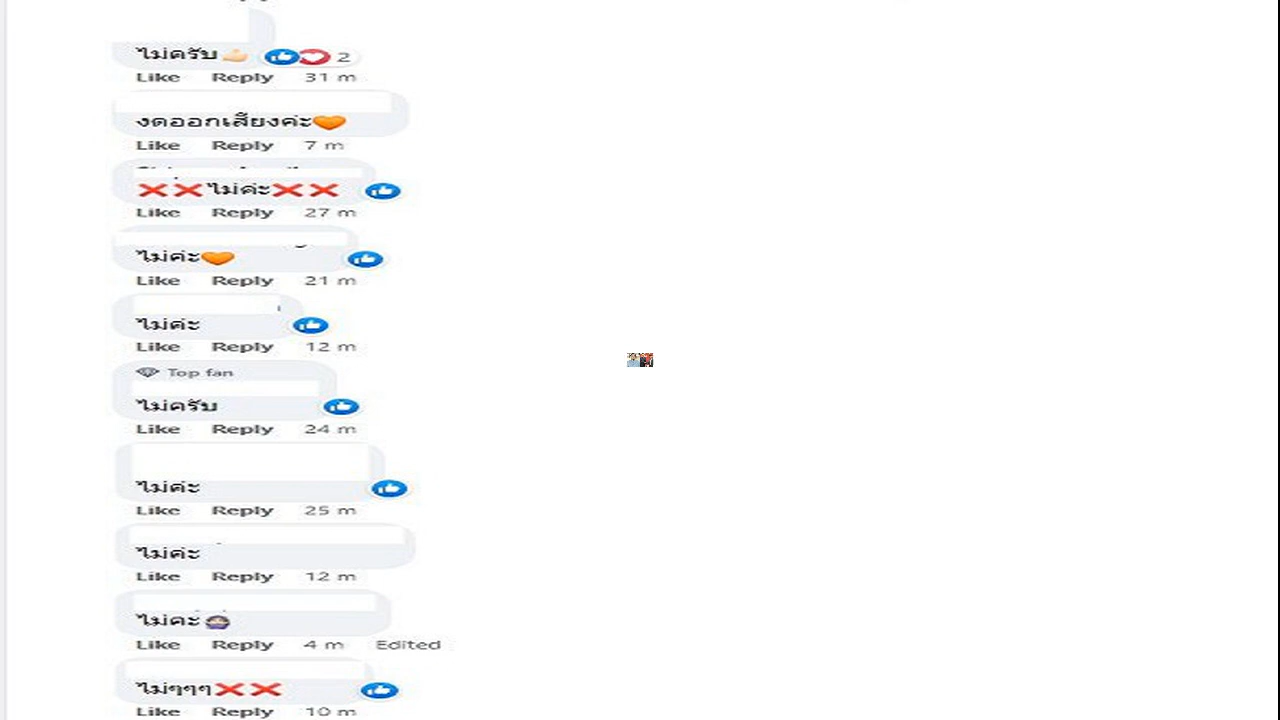 ไม่ครับ👍🏻 2
Like Reply 31 m
งดออกเสียงค่ะ🧡
Like Reply 7 m
❌❌ไม่ค่ะ❌❌
Like Reply 27 m
ไม่ค่ะ🧡
Like Reply 21 m
ไม่ค่ะ
Like Reply 12 m
Top fan
ไม่ครับ
Like Reply 24 m
ไม่ค่ะ
Like Reply 25 m
ไม่ค่ะ
Like Reply 12 m
ไม่คะ🙅🏻‍♀️
Like Reply 4 m Edited
ไม่ๆๆๆ❌❌
Like Reply 10 m